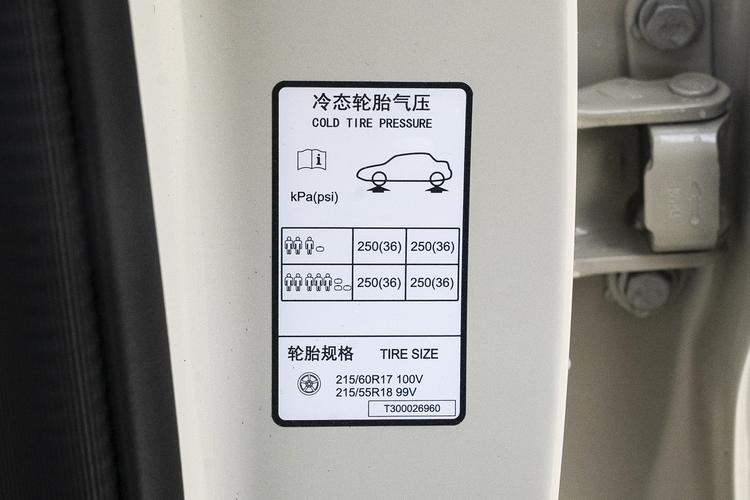 冷态轮胎气压
COLD TIRE PRESSURE
i
kPa(psi)
250(36) 250(36)
250(36) 250(36)
轮胎规格 TIRE SIZE
215/60R17 100V
215/55R18 99V
T300026960